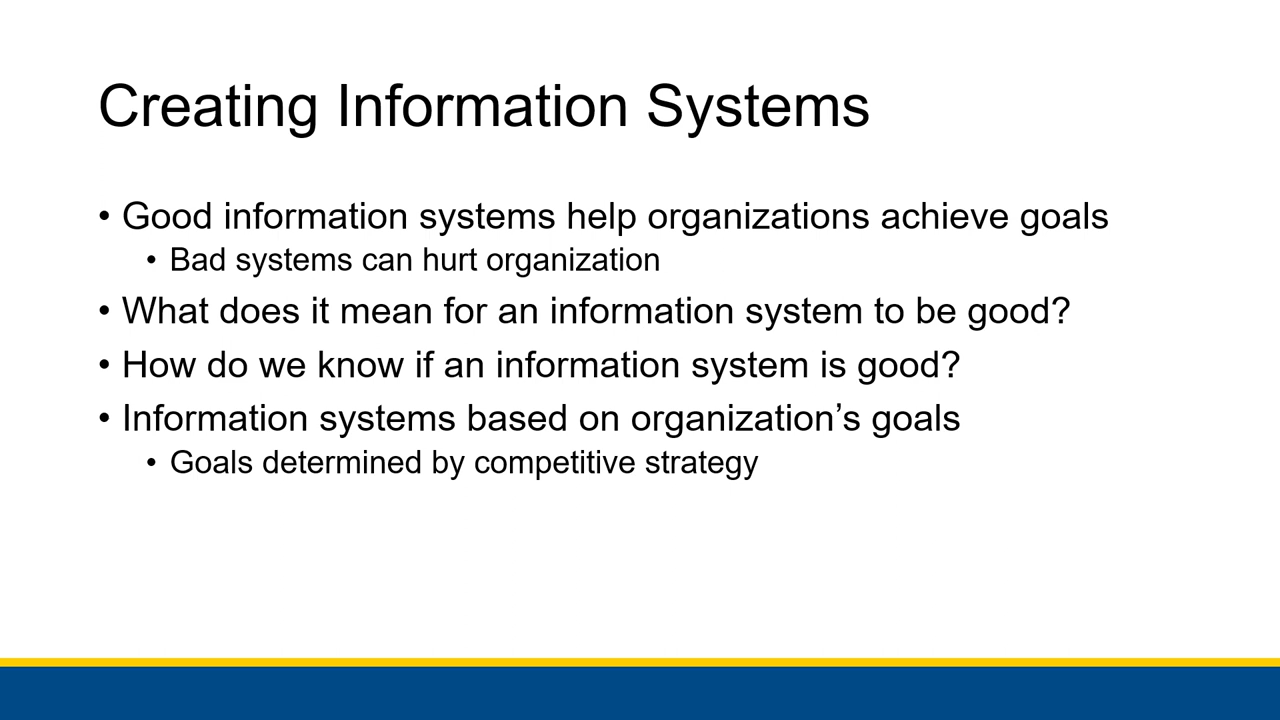 Creating Information Systems
• Good information systems help organizations achieve goals
• Bad systems can hurt organization
• What does it mean for an information system to be good?
• How do we know if an information system is good?
• Information systems based on organization’s goals
• Goals determined by competitive strategy